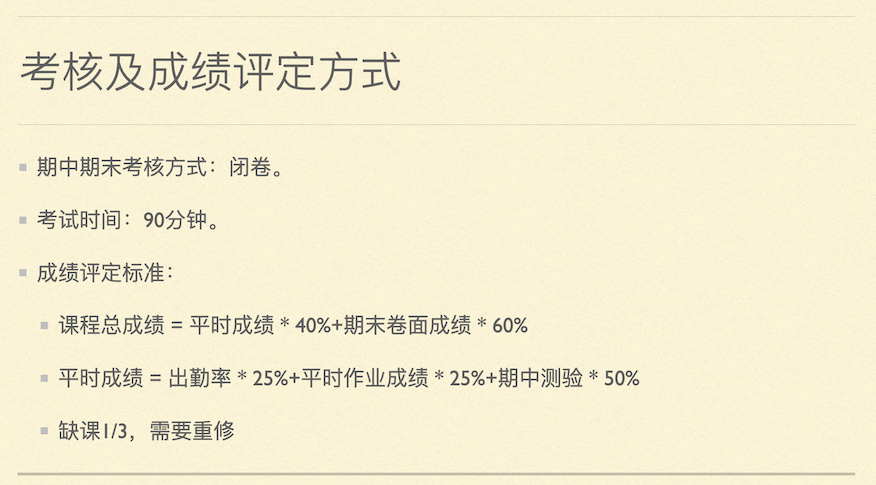 考核及成绩评定方式
期中期末考核方式：闭卷。
考试时间：90分钟。
成绩评定标准：
课程总成绩 = 平时成绩 * 40%+期末卷面成绩 * 60%
平时成绩 = 出勤率 * 25%+平时作业成绩 * 25%+期中测验 * 50%
缺课1/3，需要重修